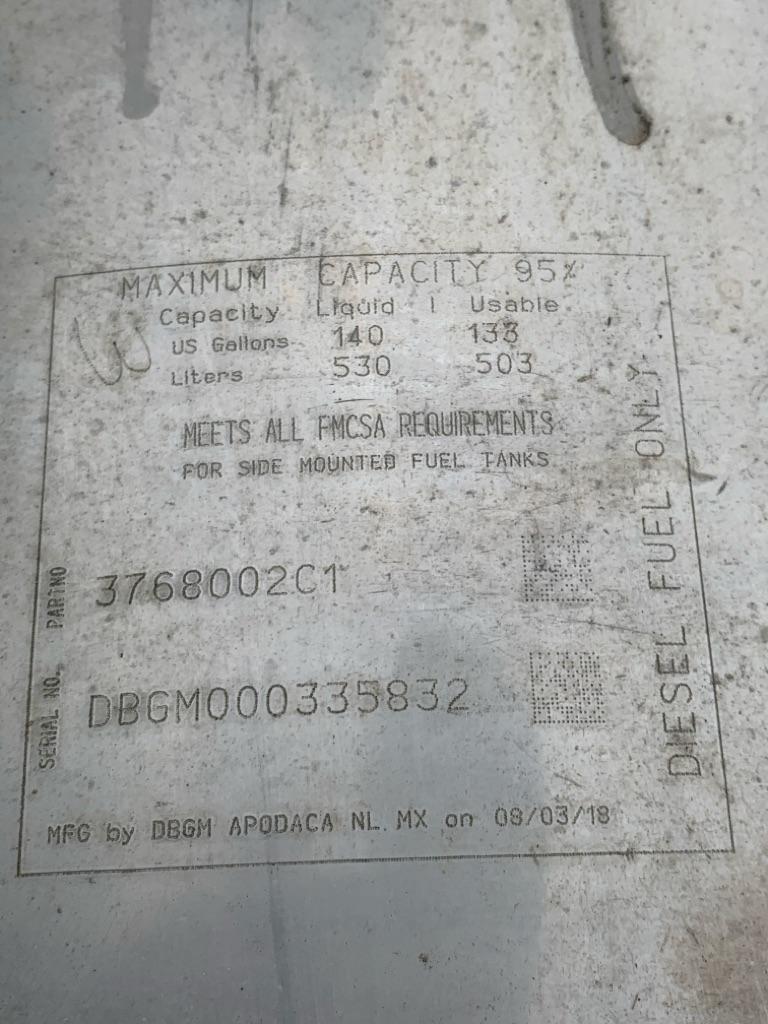 MAXIMUM CAPACITY 95%
Capacity Liquid | Usable
US Gallons 140 133
Liters 530 503
MEETS ALL FMCSA REQUIREMENTS
FOR SIDE MOUNTED FUEL TANKS
PARTNO 3768002C1
SERIAL NO. DBGM000335832
MFG by DBGM APODACA NL. MX on 08/03/18
DIESEL FUEL ONLY